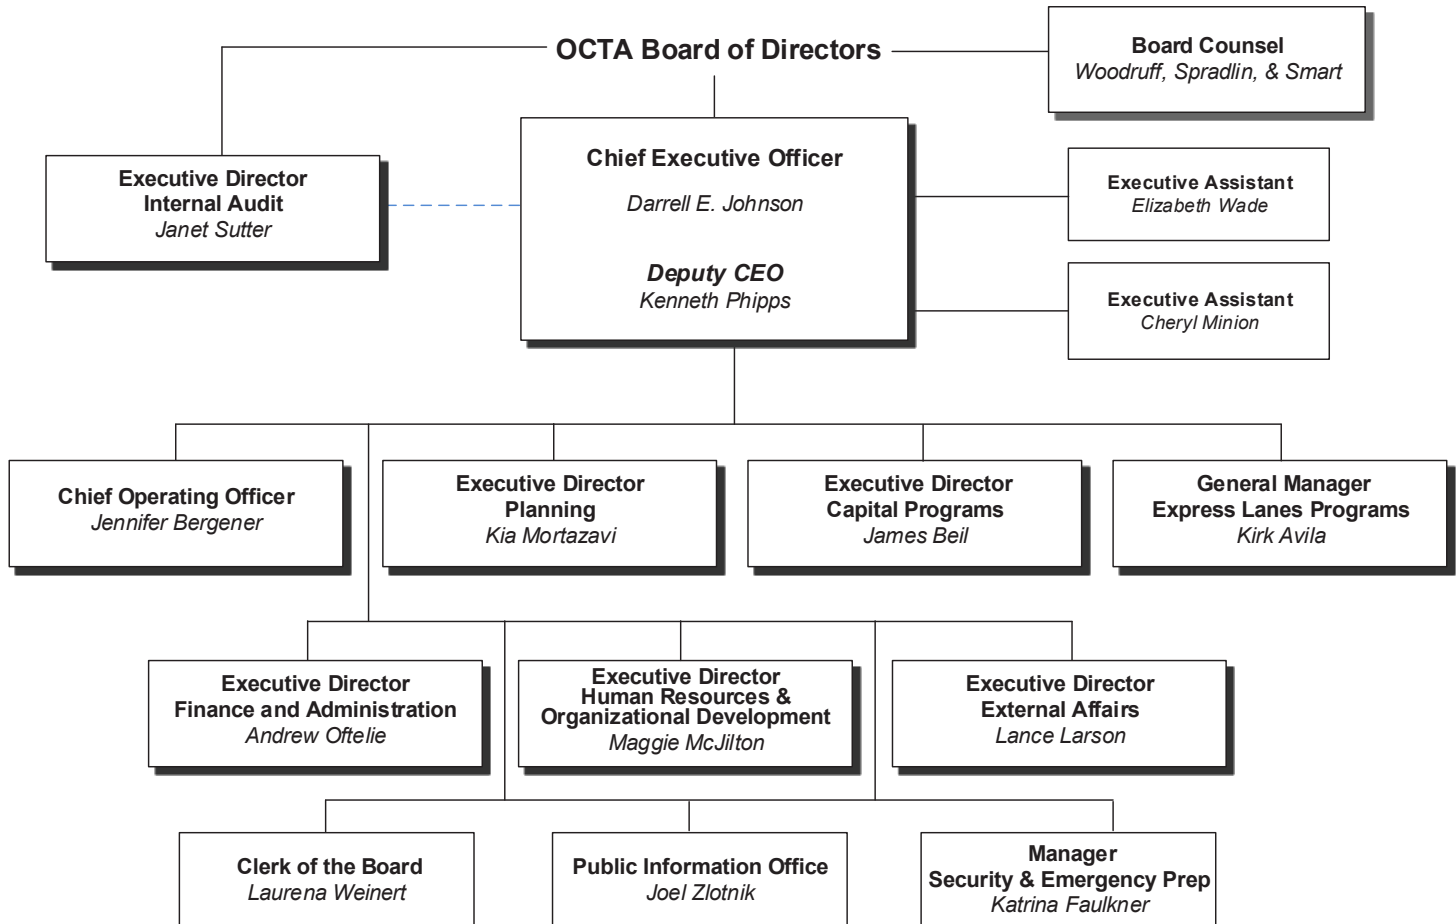 OCTA Board of Directors
Board Counsel
Woodruff, Spradlin, & Smart
Chief Executive Officer
Darrell E. Johnson
Deputy CEO
Kenneth Phipps
Executive Director
Internal Audit
Janet Sutter
Executive Assistant
Elizabeth Wade
Executive Assistant
Cheryl Minion
Chief Operating Officer
Jennifer Bergener
Executive Director
Planning
Kia Mortazavi
Executive Director
Capital Programs
James Beil
General Manager
Express Lanes Programs
Kirk Avila
Executive Director
Finance and Administration
Andrew Oftelie
Executive Director
Human Resources &
Organizational Development
Maggie McJilton
Executive Director
External Affairs
Lance Larson
Clerk of the Board
Laurena Weinert
Public Information Office
Joel Zlotnik
Manager
Security & Emergency Prep
Katrina Faulkner